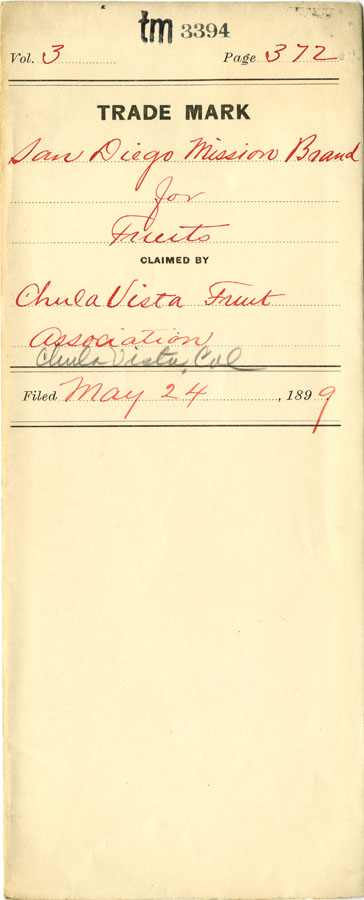 tm 3394
Vol. 3 Page 372
TRADE MARK
San Diego Mission Brand
for
Fruits
CLAIMED BY
Chula Vista Fruit
Association
Chula Vista, Cal
Filed May 24, 1899